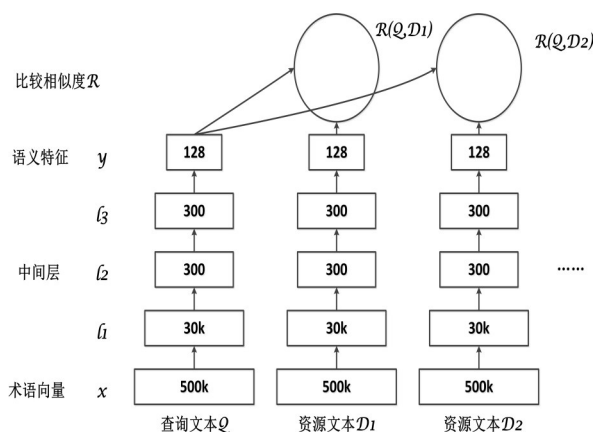 R(Q,D1)
R(Q,D2)
比较相似度R
语义特征 y 128 128 128
l3 300 300 300
中间层 l2 300 300 300 ……
l1 30k 30k 30k
术语向量 x 500k 500k 500k
查询文本Q 资源文本D1 资源文本D2